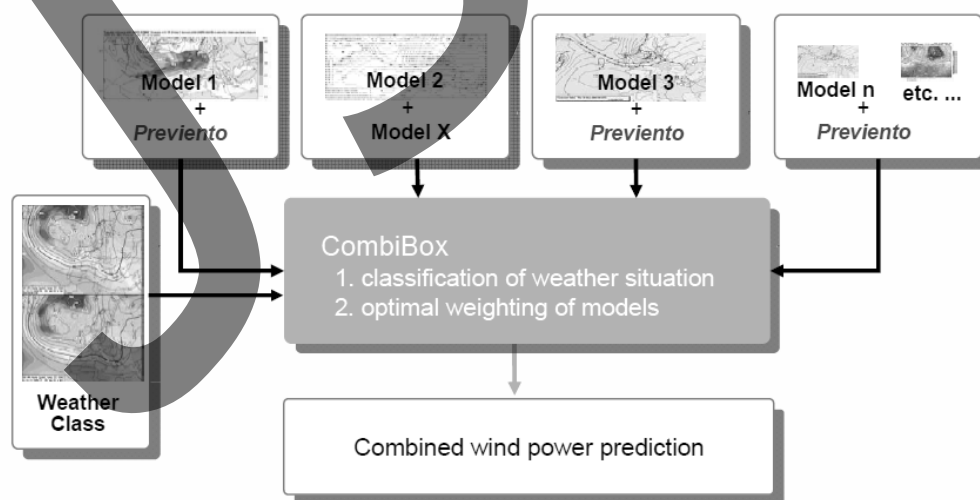 Model 1
+
Previento
Model 2
+
Model X
Model 3
+
Previento
Model n
+
Previento
etc. ...
Weather
Class
CombiBox
1. classification of weather situation
2. optimal weighting of models
Combined wind power prediction